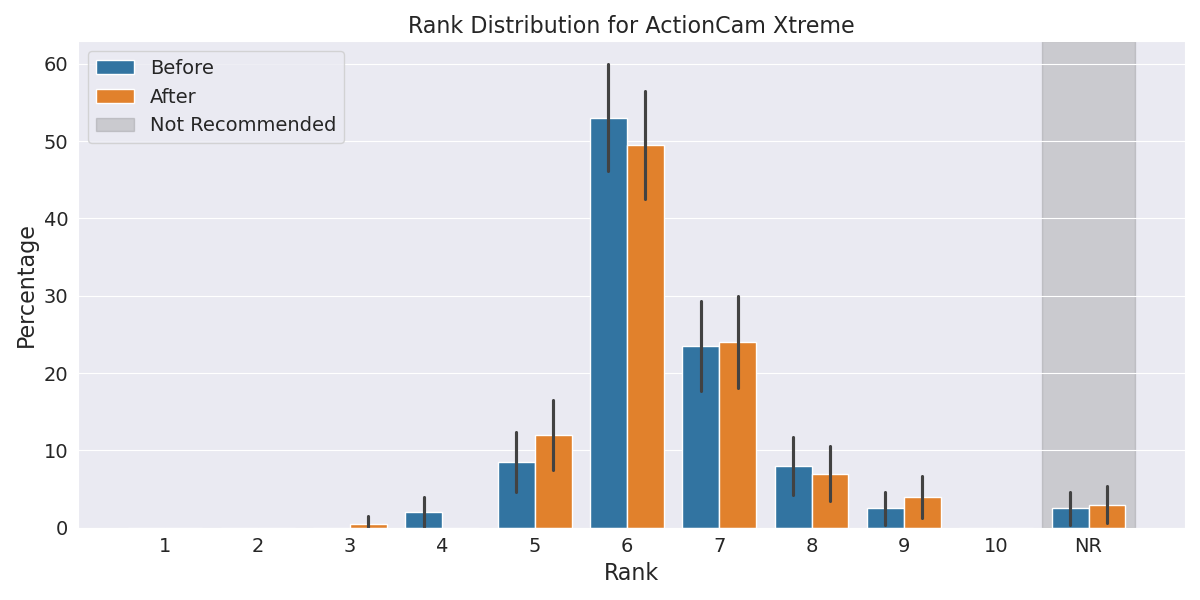 Rank Distribution for ActionCam Xtreme
Before
After
Not Recommended
Percentage
60
50
40
30
20
10
0
1 2 3 4 5 6 7 8 9 10 NR
Rank